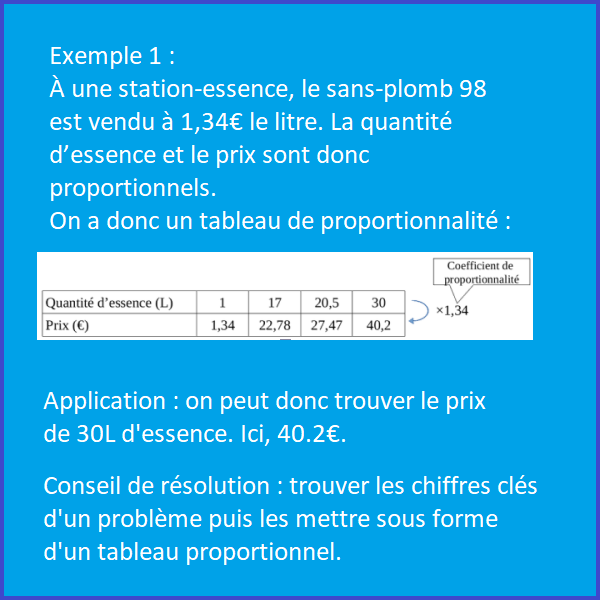 Exemple 1 :
À une station-essence, le sans-plomb 98
est vendu à 1,34€ le litre. La quantité
d’essence et le prix sont donc
proportionnels.
On a donc un tableau de proportionnalité :
Coefficient de
proportionnalité
Quantité d’essence (L) 1 17 20,5 30
×1,34
Prix (€) 1,34 22,78 27,47 40,2
Application : on peut donc trouver le prix
de 30L d'essence. Ici, 40.2€.
Conseil de résolution : trouver les chiffres clés
d'un problème puis les mettre sous forme
d'un tableau proportionnel.